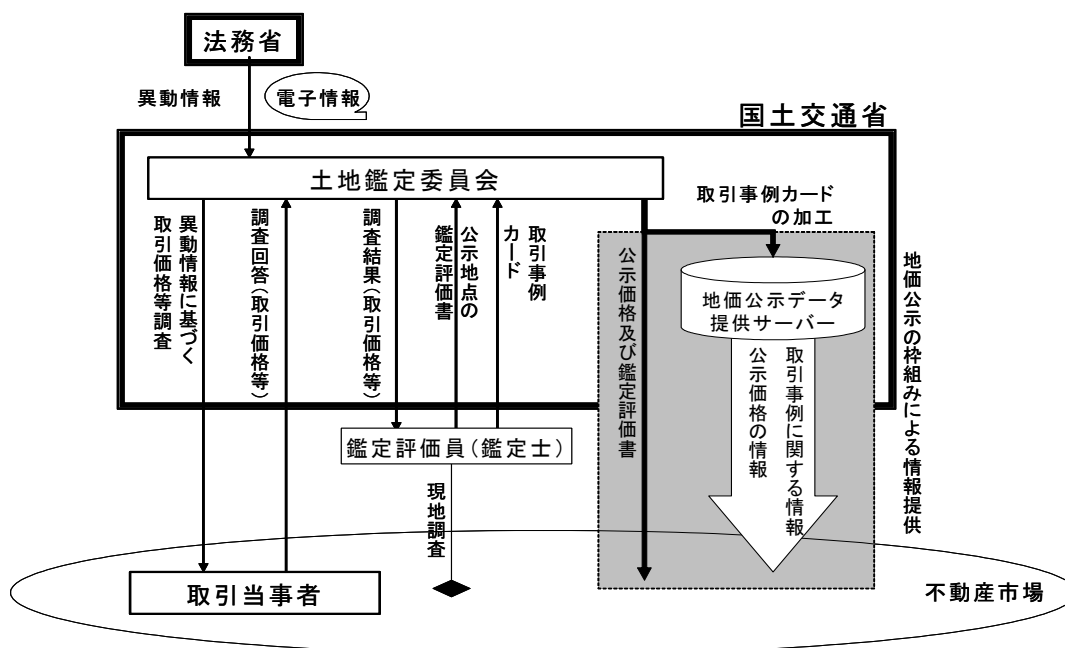 法務省
異動情報
電子情報
国土交通省
土地鑑定委員会
取引事例カード
の加工
異動情報に基づく
取引価格等調査
調査回答(取引価格等)
調査結果(取引価格等)
公示地点の
鑑定評価書
取引事例
カード
公示価格及び鑑定評価書
地価公示データ
提供サーバー
取引事例に関する情報
公示価格の情報
地価公示の枠組みによる情報提供
鑑定評価員(鑑定士)
現地調査
取引当事者
不動産市場